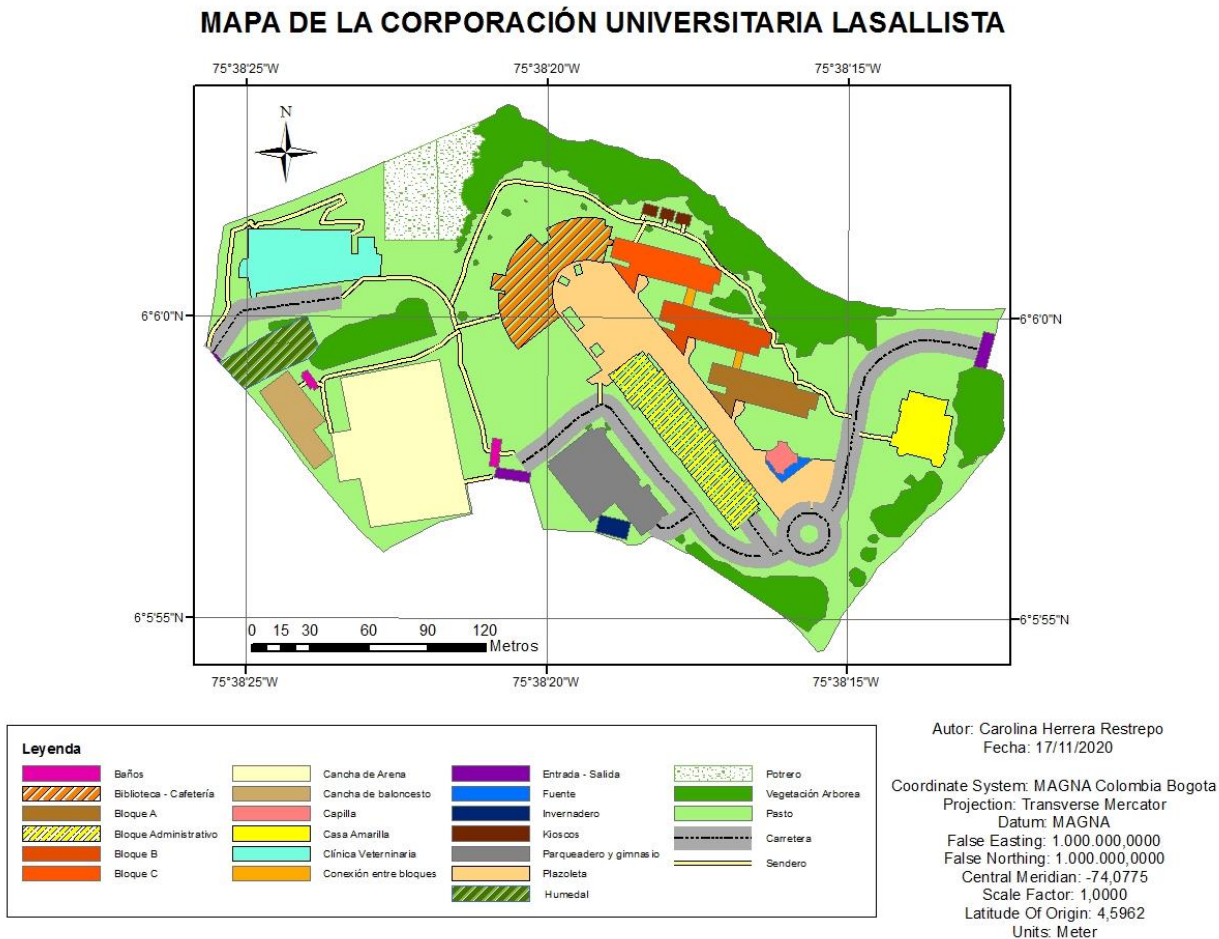 MAPA DE LA CORPORACIÓN UNIVERSITARIA LASALLISTA
75°38'25"W 75°38'20"W 75°38'15"W
N
6°6'0"N 6°6'0"N
6°5'55"N 6°5'55"N
0 15 30 60 90 120
Metros
75°38'25"W 75°38'20"W 75°38'15"W
Leyenda
Baños
Biblioteca - Cafetería
Bloque A
Bloque Administrativo
Bloque B
Bloque C
Cancha de Arena
Cancha de baloncesto
Capilla
Casa Amarilla
Clínica Veterninaria
Conexión entre bloques
Entrada - Salida
Fuente
Invernadero
Kioscos
Parqueadero y gimnasio
Plazoleta
Humedal
Potrero
Vegetación Arborea
Pasto
Carretera
Sendero
Autor: Carolina Herrera Restrepo
Fecha: 17/11/2020
Coordinate System: MAGNA Colombia Bogota
Projection: Transverse Mercator
Datum: MAGNA
False Easting: 1.000.000,0000
False Northing: 1.000.000,0000
Central Meridian: -74,0775
Scale Factor: 1,0000
Latitude Of Origin: 4,5962
Units: Meter